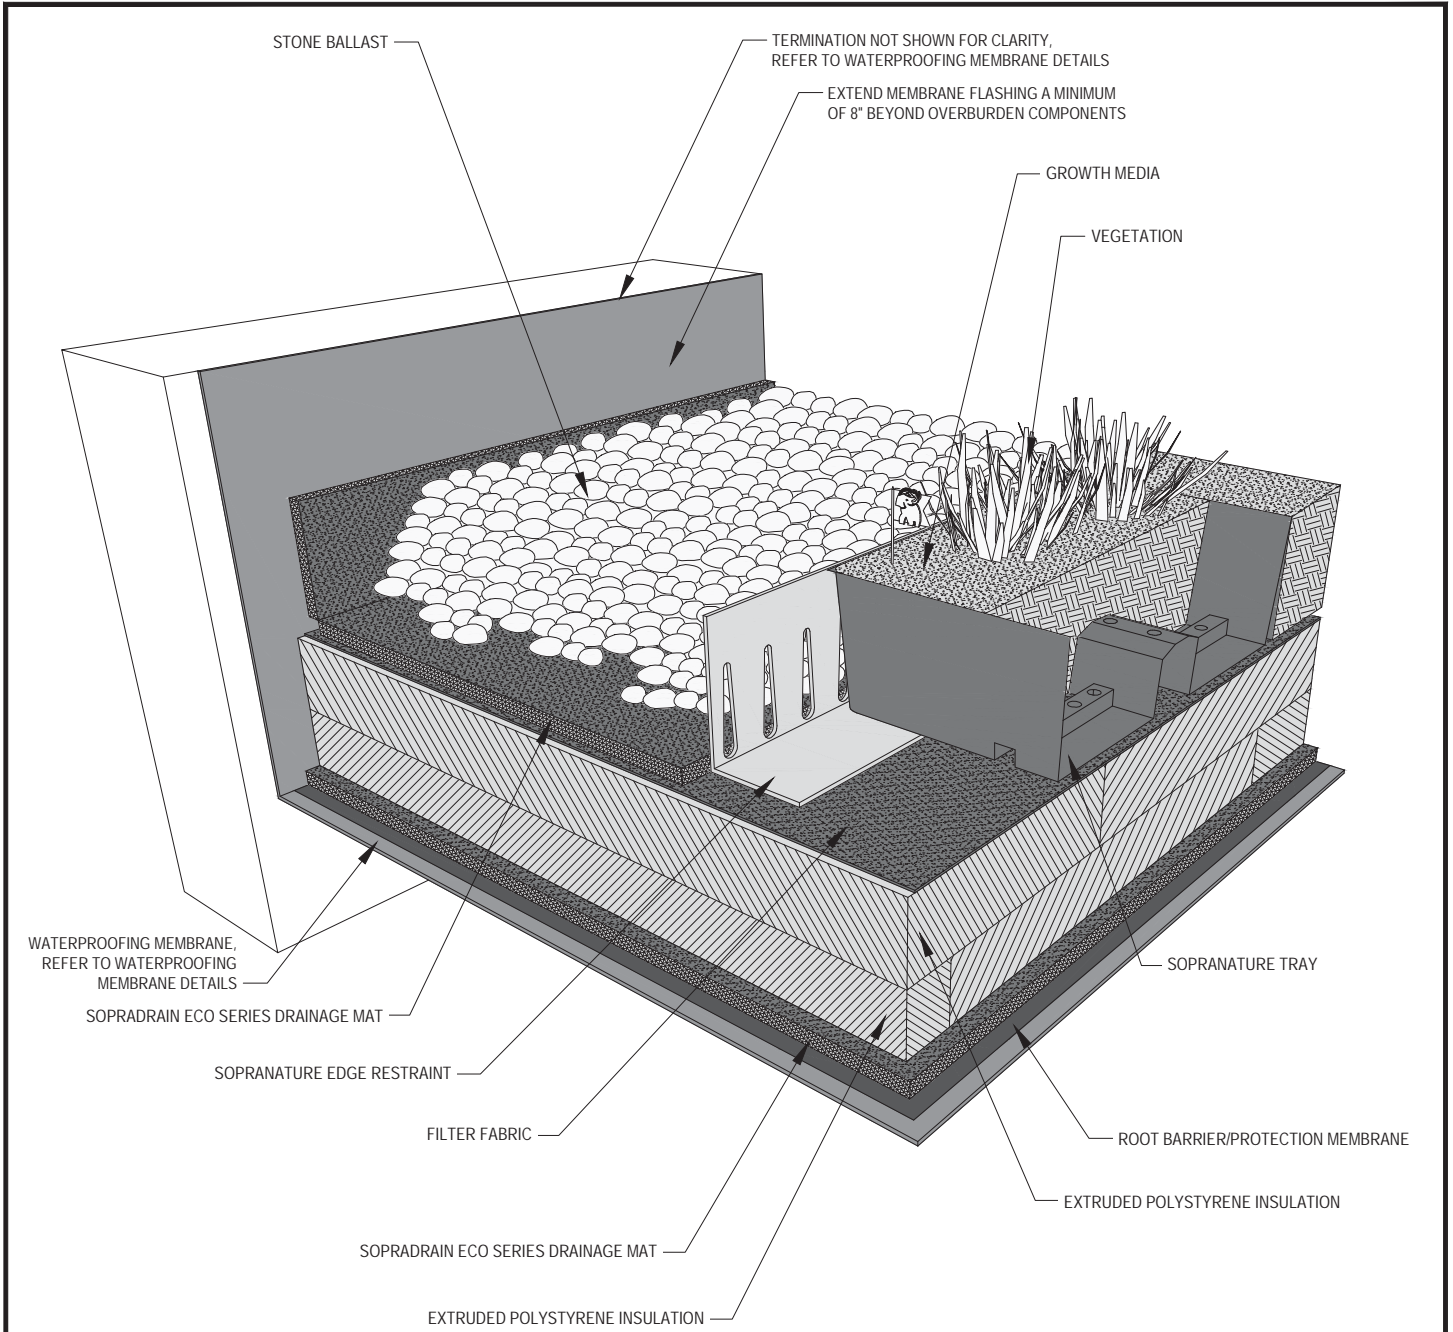 STONE BALLAST
TERMINATION NOT SHOWN FOR CLARITY,
REFER TO WATERPROOFING MEMBRANE DETAILS
EXTEND MEMBRANE FLASHING A MINIMUM
OF 8" BEYOND OVERBURDEN COMPONENTS
GROWTH MEDIA
VEGETATION
WATERPROOFING MEMBRANE,
REFER TO WATERPROOFING
MEMBRANE DETAILS
SOPRANATURE TRAY
SOPRADRAIN ECO SERIES DRAINAGE MAT
SOPRANATURE EDGE RESTRAINT
FILTER FABRIC
ROOT BARRIER/PROTECTION MEMBRANE
EXTRUDED POLYSTYRENE INSULATION
SOPRADRAIN ECO SERIES DRAINAGE MAT
EXTRUDED POLYSTYRENE INSULATION